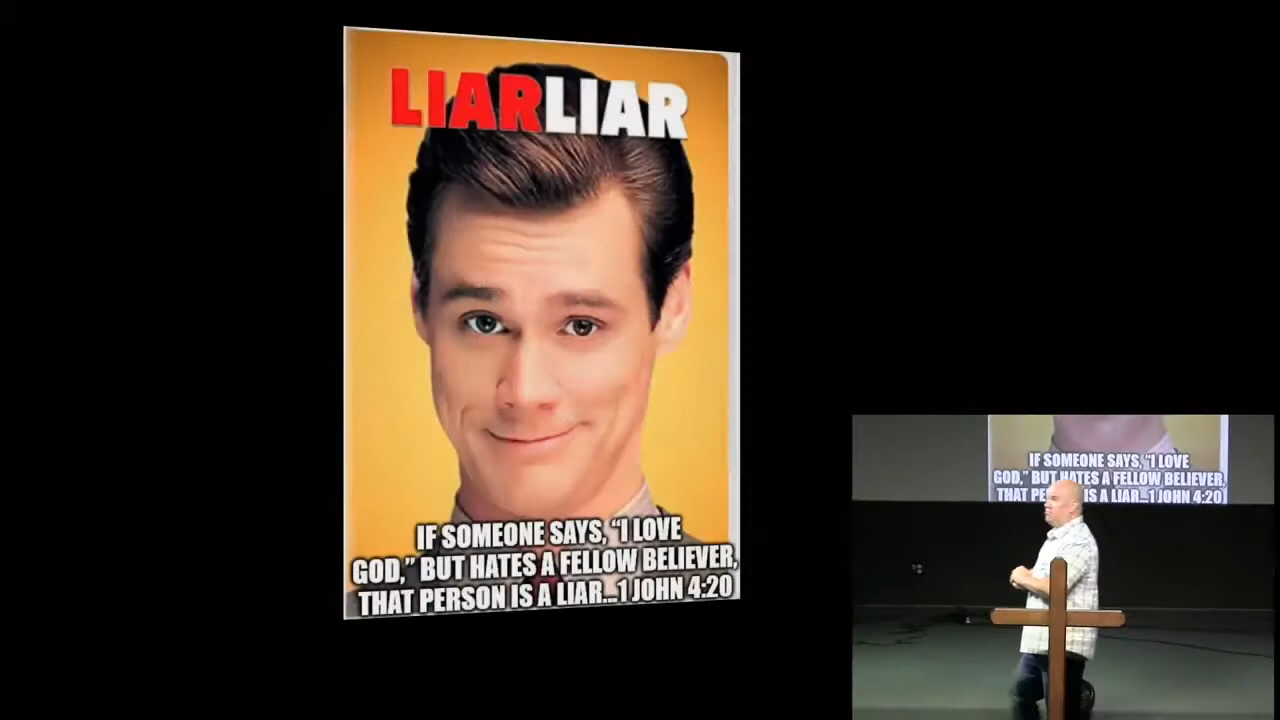 LIARLIAR
IF SOMEONE SAYS, “I LOVE
GOD,” BUT HATES A FELLOW BELIEVER,
THAT PERSON IS A LIAR...1 JOHN 4:20
IF SOMEONE SAYS, “I LOVE
GOD,” BUT HATES A FELLOW BELIEVER,
THAT IS A LIAR...1 JOHN 4:20